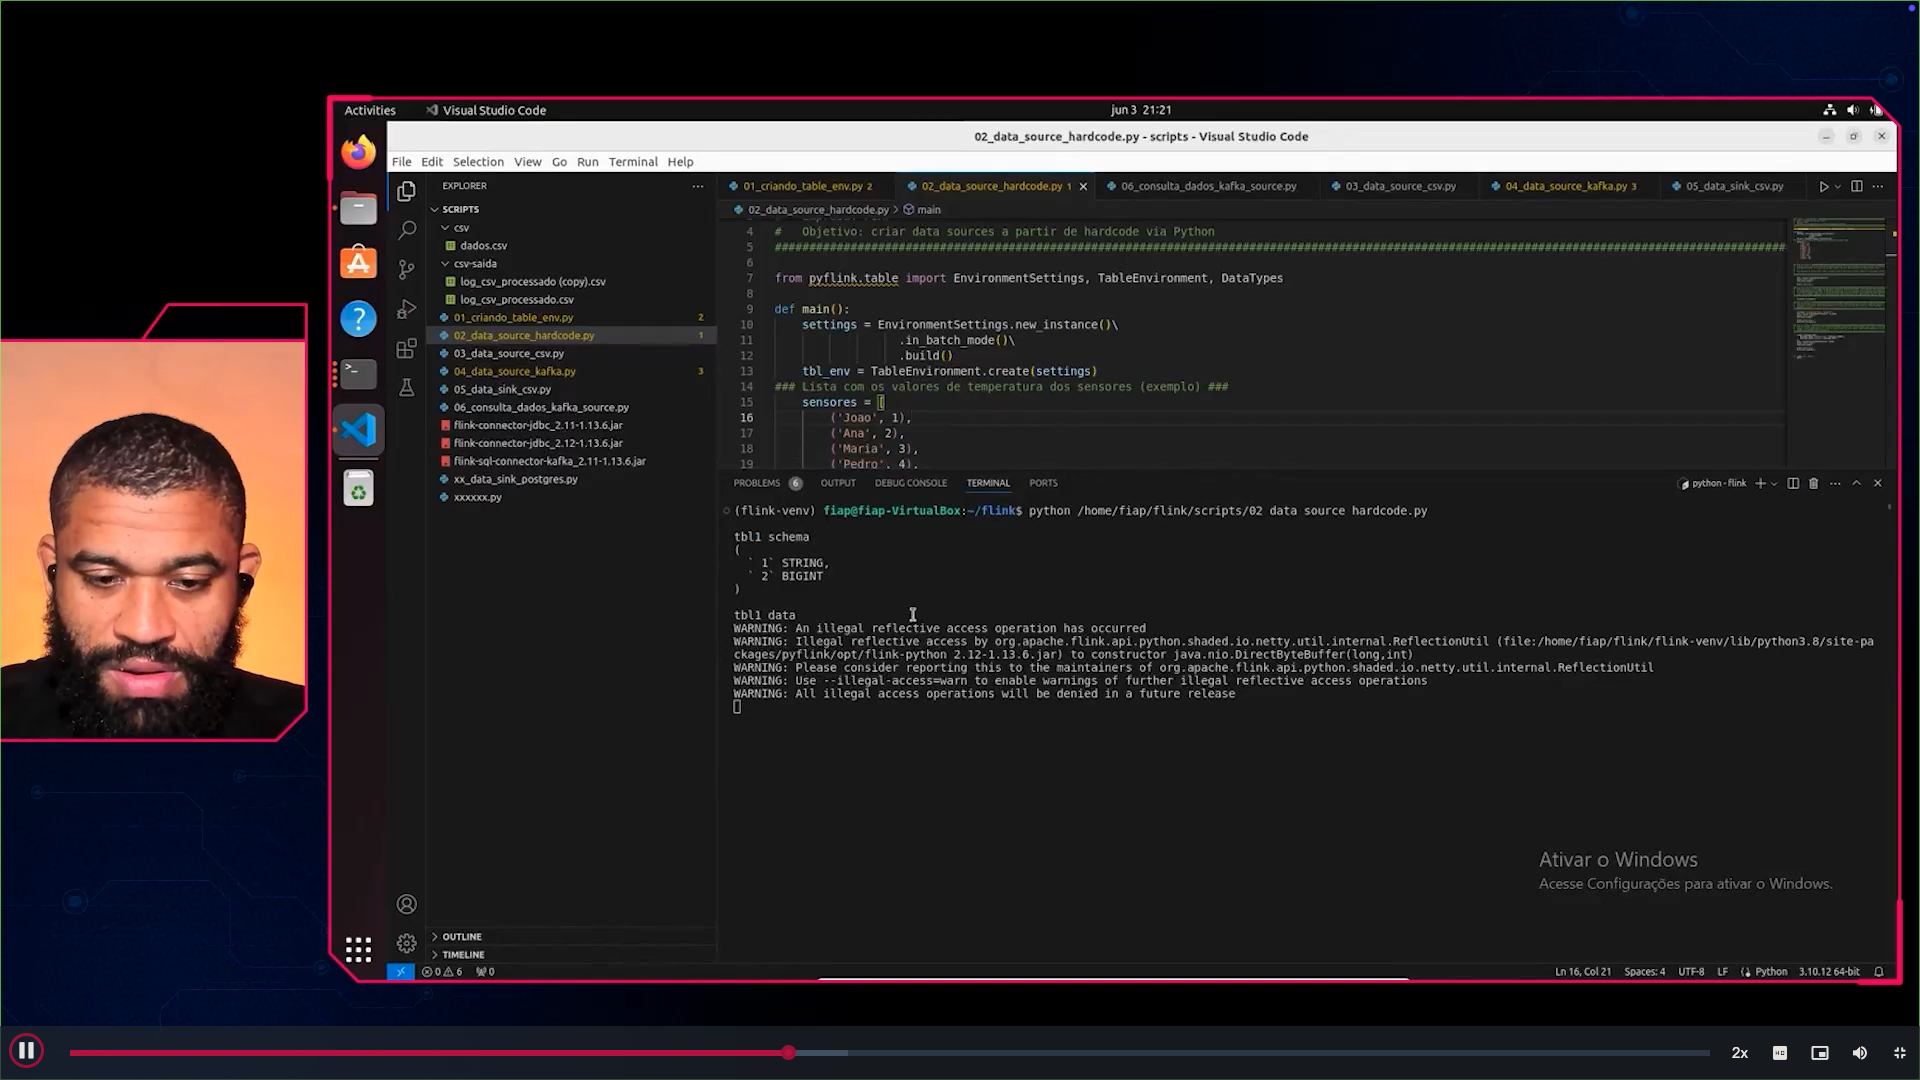 Activities
Visual Studio Code
jun 3 21:21
02_data_source_hardcode.py - scripts - Visual Studio Code
File Edit Selection View Go Run Terminal Help
EXPLORER
SCRIPTS
csv
dados.csv
csv-saida
log_csv_processado (copy).csv
log_csv_processado.csv
01_criando_table_env.py 2
02_data_source_hardcode.py 1
03_data_source_csv.py
04_data_source_kafka.py 3
05_data_sink_csv.py
06_consulta_dados_kafka_source.py
flink-connector-jdbc_2.11-1.13.6.jar
flink-connector-jdbc_2.12-1.13.6.jar
flink-sql-connector-kafka_2.11-1.13.6.jar
xx_data_sink_postgres.py
xxxxxx.py
OUTLINE
TIMELINE
01_criando_table_env.py 2
02_data_source_hardcode.py 1
06_consulta_dados_kafka_source.py
03_data_source_csv.py
04_data_source_kafka.py 3
05_data_sink_csv.py
02_data_source_hardcode.py > main
4 # Objetivo: criar data sources a partir de hardcode via Python
5
6
7 from pyflink.table import EnvironmentSettings, TableEnvironment, DataTypes
8
9 def main():
10 settings = EnvironmentSettings.new_instance()\
11 .in_batch_mode()\
12 .build()
13 tbl_env = TableEnvironment.create(settings)
14 ### Lista com os valores de temperatura dos sensores (exemplo) ###
15 sensores = [
16 ('Joao', 1),
17 ('Ana', 2),
18 ('Maria', 3),
19 ('Pedro', 4),
PROBLEMS 6 OUTPUT DEBUG CONSOLE TERMINAL PORTS
python - flink
(flink-venv) fiap@fiap-VirtualBox:~/flink$ python /home/fiap/flink/scripts/02 data source hardcode.py
tbl1 schema
(
` 1` STRING,
` 2` BIGINT
)
tbl1 data
WARNING: An illegal reflective access operation has occurred
WARNING: Illegal reflective access by org.apache.flink.api.python.shaded.io.netty.util.internal.ReflectionUtil (file:/home/fiap/flink/flink-venv/lib/python3.8/site-pa
ckages/pyflink/opt/flink-python 2.12-1.13.6.jar) to constructor java.nio.DirectByteBuffer(long,int)
WARNING: Please consider reporting this to the maintainers of org.apache.flink.api.python.shaded.io.netty.util.internal.ReflectionUtil
WARNING: Use --illegal-access=warn to enable warnings of further illegal reflective access operations
WARNING: All illegal access operations will be denied in a future release
Ativar o Windows
Acesse Configurações para ativar o Windows.
0 6 0
Ln 16, Col 21 Spaces: 4 UTF-8 LF Python 3.10.12 64-bit
2x